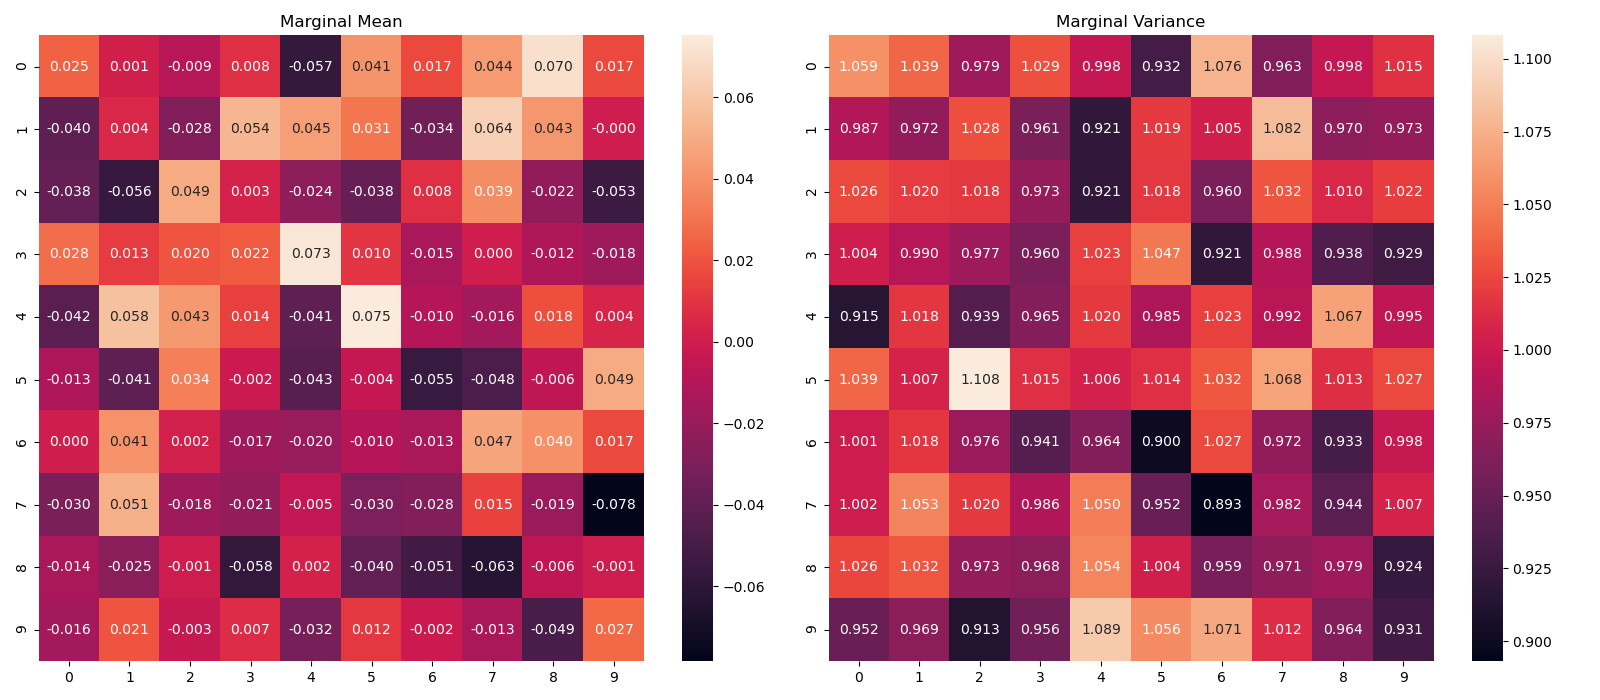 Marginal Mean
0 0.025 0.001 -0.009 0.008 -0.057 0.041 0.017 0.044 0.070 0.017
1 -0.040 0.004 -0.028 0.054 0.045 0.031 -0.034 0.064 0.043 -0.000
2 -0.038 -0.056 0.049 0.003 -0.024 -0.038 0.008 0.039 -0.022 -0.053
3 0.028 0.013 0.020 0.022 0.073 0.010 -0.015 0.000 -0.012 -0.018
4 -0.042 0.058 0.043 0.014 -0.041 0.075 -0.010 -0.016 0.018 0.004
5 -0.013 -0.041 0.034 -0.002 -0.043 -0.004 -0.055 -0.048 -0.006 0.049
6 0.000 0.041 0.002 -0.017 -0.020 -0.010 -0.013 0.047 0.040 0.017
7 -0.030 0.051 -0.018 -0.021 -0.005 -0.030 -0.028 0.015 -0.019 -0.078
8 -0.014 -0.025 -0.001 -0.058 0.002 -0.040 -0.051 -0.063 -0.006 -0.001
9 -0.016 0.021 -0.003 0.007 -0.032 0.012 -0.002 -0.013 -0.049 0.027
0 1 2 3 4 5 6 7 8 9
0.06
0.04
0.02
0.00
−0.02
−0.04
−0.06
Marginal Variance
0 1.059 1.039 0.979 1.029 0.998 0.932 1.076 0.963 0.998 1.015
1 0.987 0.972 1.028 0.961 0.921 1.019 1.005 1.082 0.970 0.973
2 1.026 1.020 1.018 0.973 0.921 1.018 0.960 1.032 1.010 1.022
3 1.004 0.990 0.977 0.960 1.023 1.047 0.921 0.988 0.938 0.929
4 0.915 1.018 0.939 0.965 1.020 0.985 1.023 0.992 1.067 0.995
5 1.039 1.007 1.108 1.015 1.006 1.014 1.032 1.068 1.013 1.027
6 1.001 1.018 0.976 0.941 0.964 0.900 1.027 0.972 0.933 0.998
7 1.002 1.053 1.020 0.986 1.050 0.952 0.893 0.982 0.944 1.007
8 1.026 1.032 0.973 0.968 1.054 1.004 0.959 0.971 0.979 0.924
9 0.952 0.969 0.913 0.956 1.089 1.056 1.071 1.012 0.964 0.931
0 1 2 3 4 5 6 7 8 9
1.100
1.075
1.050
1.025
1.000
0.975
0.950
0.925
0.900